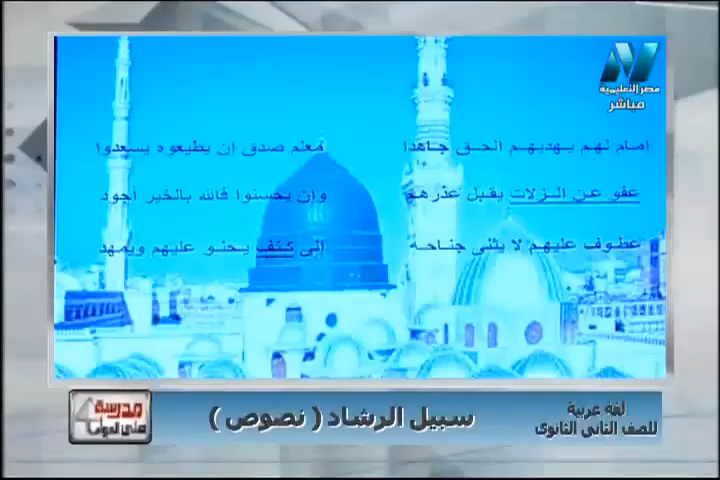 مصر التعليمية
مباشر
امام لهم يهديهم الحق جاهدا معلم صدق إن يطيعوه يسعدوا
عفو عن الزلات يقبل عذرهم وإن يحسنوا فالله بالخير أجود
عطوف عليهم لا يثنى جناحه إلى كنف يحنو عليهم ويمهد
لغة عربية
للصف الثانى الثانوى
سبيل الرشاد ( نصوص )
مدرسة
على الهواء